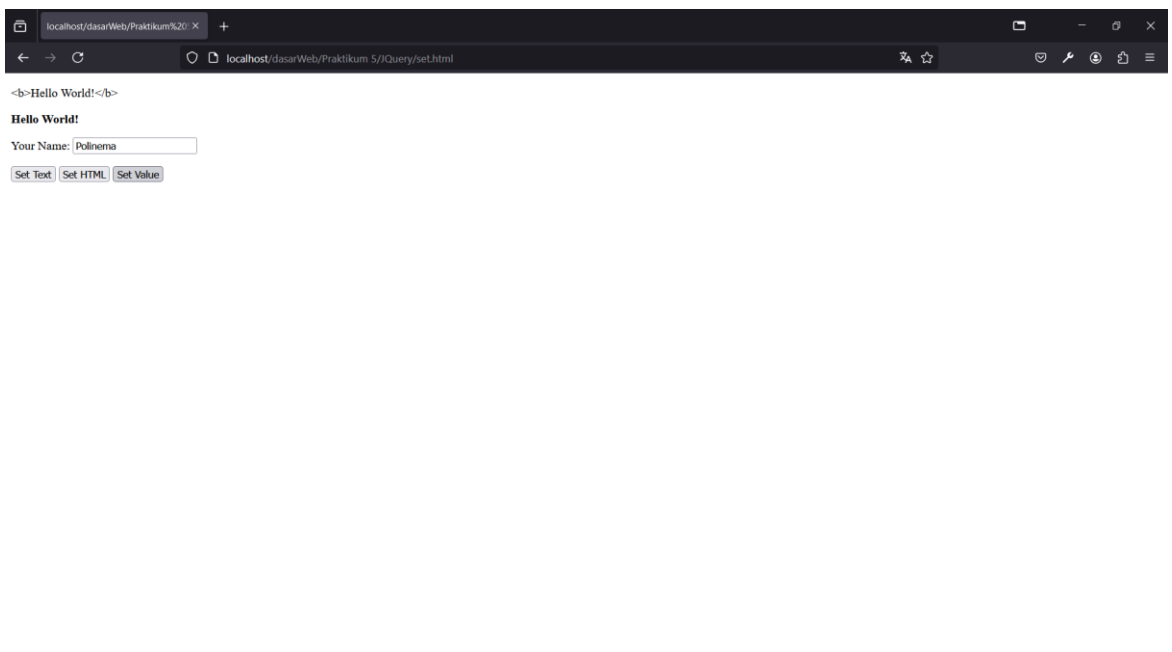 localhost/dasarWeb/Praktikum%20
localhost/dasarWeb/Praktikum 5/JQuery/set.html
<b>Hello World!</b>
Hello World!
Your Name: Polinema
Set Text Set HTML Set Value